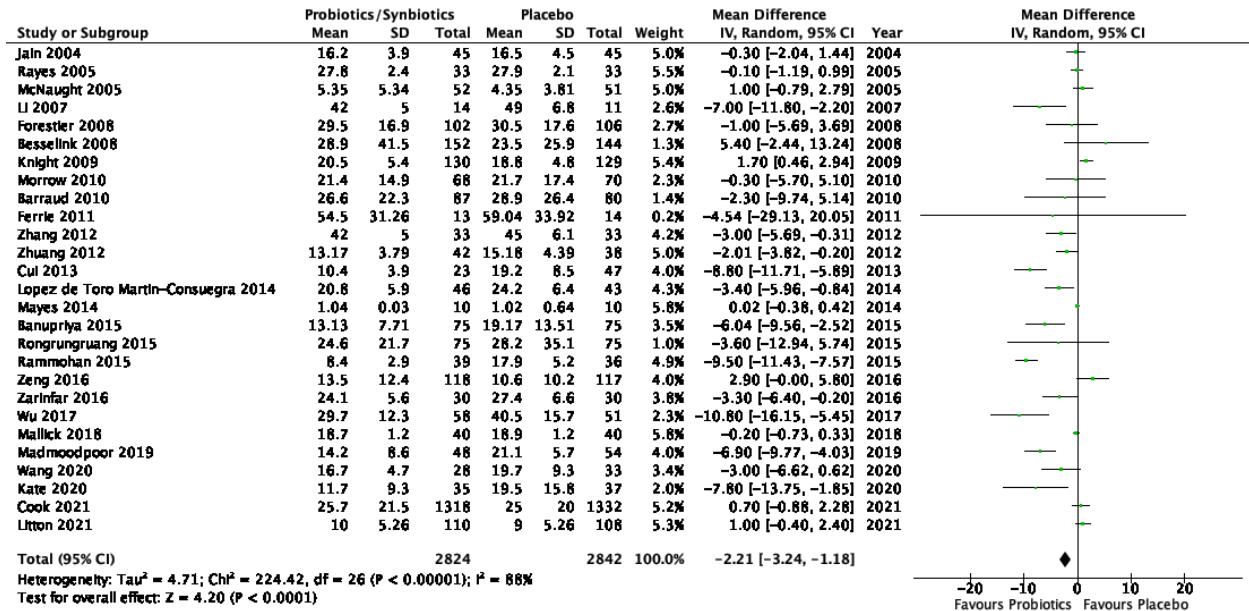 Probiotics/Synbiotics Placebo Mean Difference Mean Difference
Study or Subgroup Mean SD Total Mean SD Total Weight IV, Random, 95% CI Year IV, Random, 95% CI
Jain 2004 16.2 3.9 45 16.5 4.5 45 5.0% −0.30 [−2.04, 1.44] 2004
Rayes 2005 27.8 2.4 33 27.9 2.1 33 5.5% −0.10 [−1.19, 0.99] 2005
McNaught 2005 5.35 5.34 52 4.35 3.81 51 5.0% 1.00 [−0.79, 2.79] 2005
Li 2007 42 5 14 49 6.8 11 2.6% −7.00 [−11.80, −2.20] 2007
Forestier 2008 29.5 16.9 102 30.5 17.6 106 2.7% −1.00 [−5.69, 3.69] 2008
Besselink 2008 28.9 41.5 152 23.5 25.9 144 1.3% 5.40 [−2.44, 13.24] 2008
Knight 2009 20.5 5.4 130 18.8 4.8 129 5.4% 1.70 [0.46, 2.94] 2009
Morrow 2010 21.4 14.9 68 21.7 17.4 70 2.3% −0.30 [−5.70, 5.10] 2010
Barraud 2010 26.6 22.3 87 28.9 26.4 80 1.4% −2.30 [−9.74, 5.14] 2010
Ferrie 2011 54.5 31.26 13 59.04 33.92 14 0.2% −4.54 [−29.13, 20.05] 2011
Zhang 2012 42 5 33 45 6.1 33 4.2% −3.00 [−5.69, −0.31] 2012
Zhuang 2012 13.17 3.79 42 15.18 4.39 38 5.0% −2.01 [−3.82, −0.20] 2012
Cui 2013 10.4 3.9 23 19.2 8.5 47 4.0% −8.80 [−11.71, −5.89] 2013
Lopez de Toro Martin−Consuegra 2014 20.8 5.9 46 24.2 6.4 43 4.3% −3.40 [−5.96, −0.84] 2014
Mayes 2014 1.04 0.03 10 1.02 0.64 10 5.8% 0.02 [−0.38, 0.42] 2014
Banupriya 2015 13.13 7.71 75 19.17 13.51 75 3.5% −6.04 [−9.56, −2.52] 2015
Rongrungruang 2015 24.6 21.7 75 28.2 35.1 75 1.0% −3.60 [−12.94, 5.74] 2015
Rammohan 2015 8.4 2.9 39 17.9 5.2 36 4.9% −9.50 [−11.43, −7.57] 2015
Zeng 2016 13.5 12.4 118 10.6 10.2 117 4.0% 2.90 [−0.00, 5.80] 2016
Zarinfar 2016 24.1 5.6 30 27.4 6.6 30 3.8% −3.30 [−6.40, −0.20] 2016
Wu 2017 29.7 12.3 58 40.5 15.7 51 2.3% −10.80 [−16.15, −5.45] 2017
Mallick 2018 18.7 1.2 40 18.9 1.2 40 5.8% −0.20 [−0.73, 0.33] 2018
Madmoodpoor 2019 14.2 8.6 48 21.1 5.7 54 4.1% −6.90 [−9.77, −4.03] 2019
Wang 2020 16.7 4.7 28 19.7 9.3 33 3.4% −3.00 [−6.62, 0.62] 2020
Kate 2020 11.7 9.3 35 19.5 15.8 37 2.0% −7.80 [−13.75, −1.85] 2020
Cook 2021 25.7 21.5 1318 25 20 1332 5.2% 0.70 [−0.88, 2.28] 2021
Litton 2021 10 5.26 110 9 5.26 108 5.3% 1.00 [−0.40, 2.40] 2021
Total (95% CI) 2824 2842 100.0% −2.21 [−3.24, −1.18]
Heterogeneity: Tau² = 4.71; Chi² = 224.42, df = 26 (P < 0.00001); I² = 88%
Test for overall effect: Z = 4.20 (P < 0.0001)
−20 −10 0 10 20
Favours Probiotics Favours Placebo